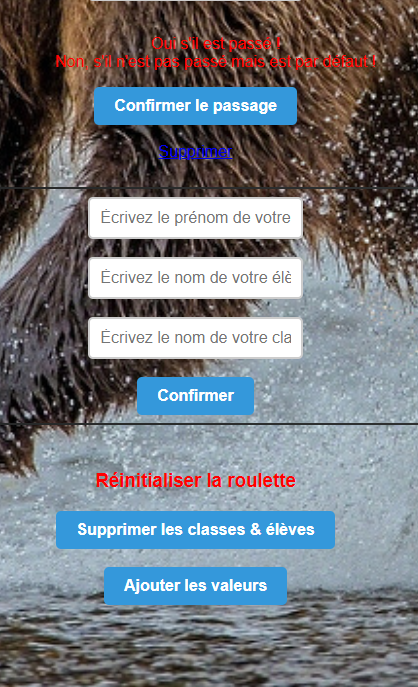 Oui s'il est passé !
Non, s'il n'est pas passé mais est par défaut !
Confirmer le passage
Supprimer
Écrivez le prénom de votre
Écrivez le nom de votre élè
Écrivez le nom de votre cla
Confirmer
Réinitialiser la roulette
Supprimer les classes & élèves
Ajouter les valeurs